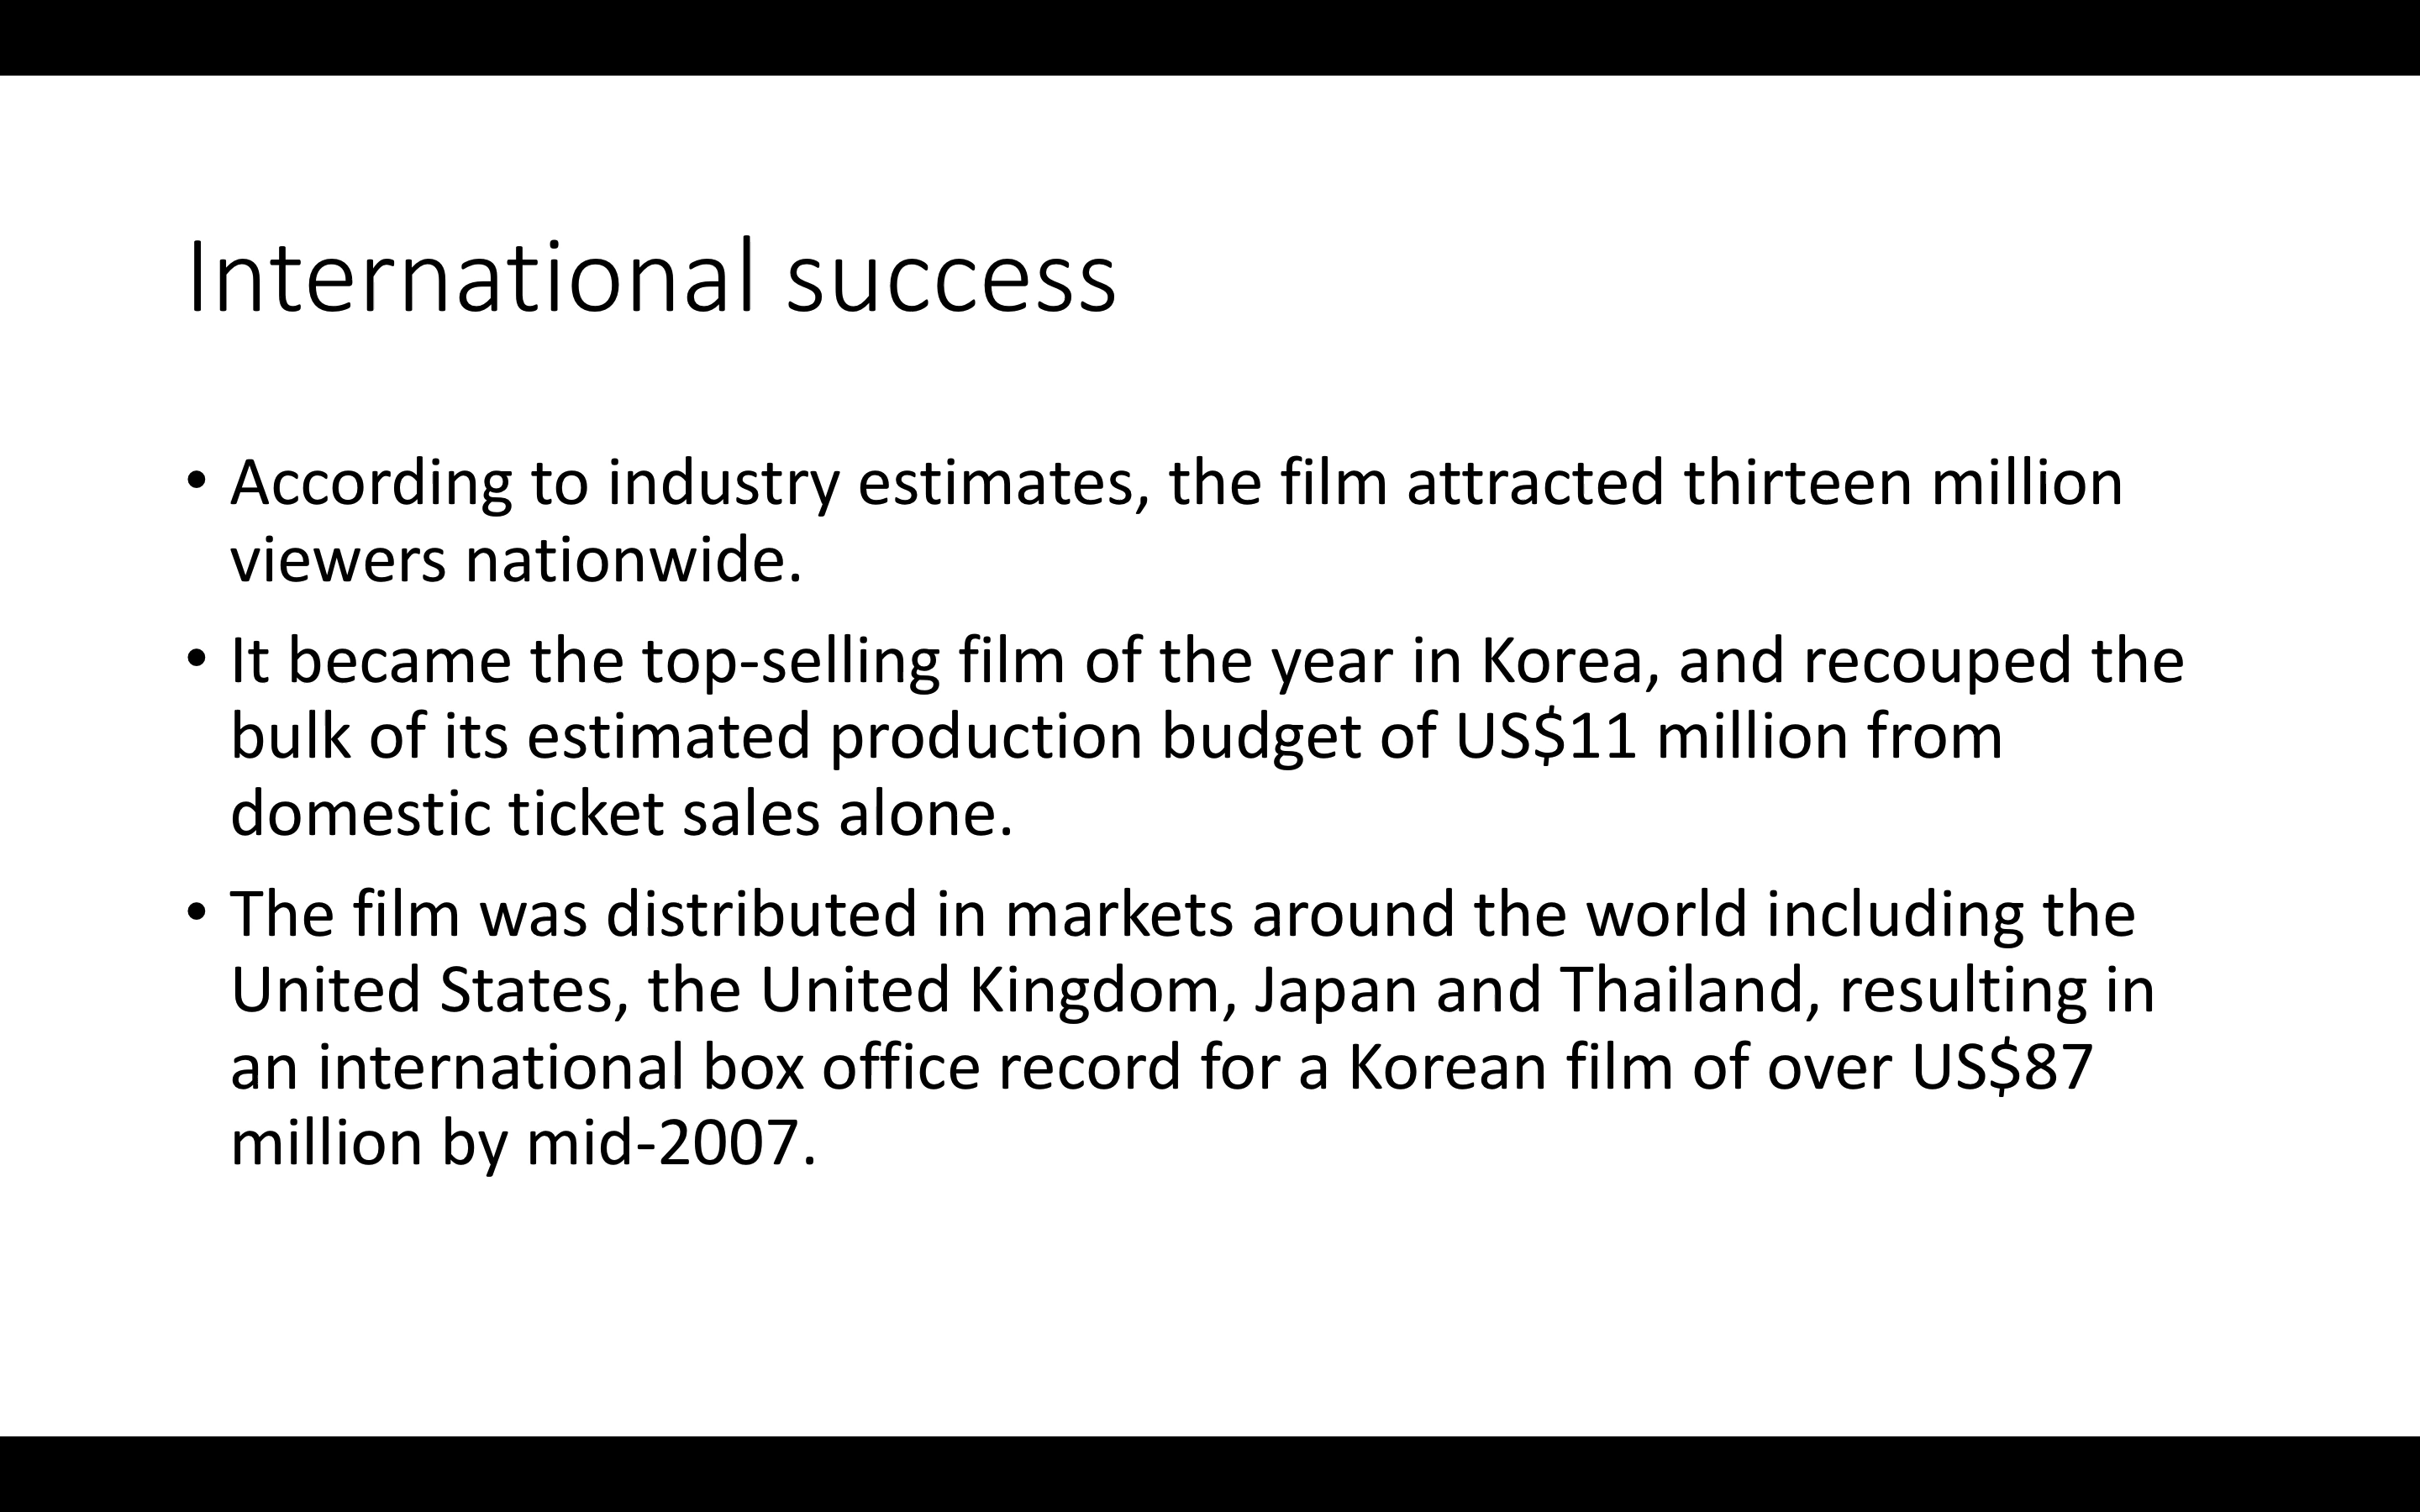 International success
• According to industry estimates, the film attracted thirteen million
viewers nationwide.
• It became the top-selling film of the year in Korea, and recouped the
bulk of its estimated production budget of US$11 million from
domestic ticket sales alone.
• The film was distributed in markets around the world including the
United States, the United Kingdom, Japan and Thailand, resulting in
an international box office record for a Korean film of over US$87
million by mid-2007.